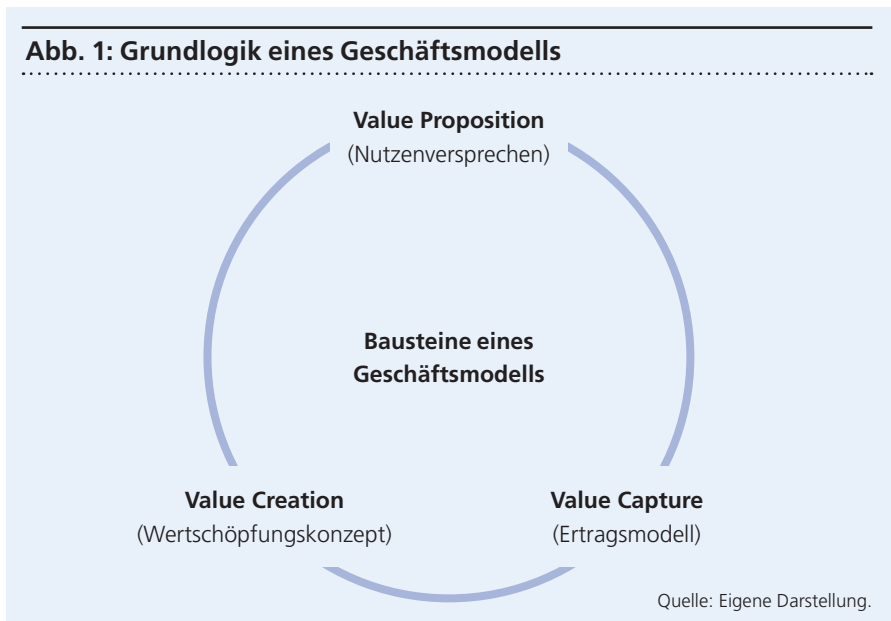 Abb. 1: Grundlogik eines Geschäftsmodells
Value Proposition
(Nutzenversprechen)
Bausteine eines
Geschäftsmodells
Value Creation
(Wertschöpfungskonzept)
Value Capture
(Ertragsmodell)
Quelle: Eigene Darstellung.